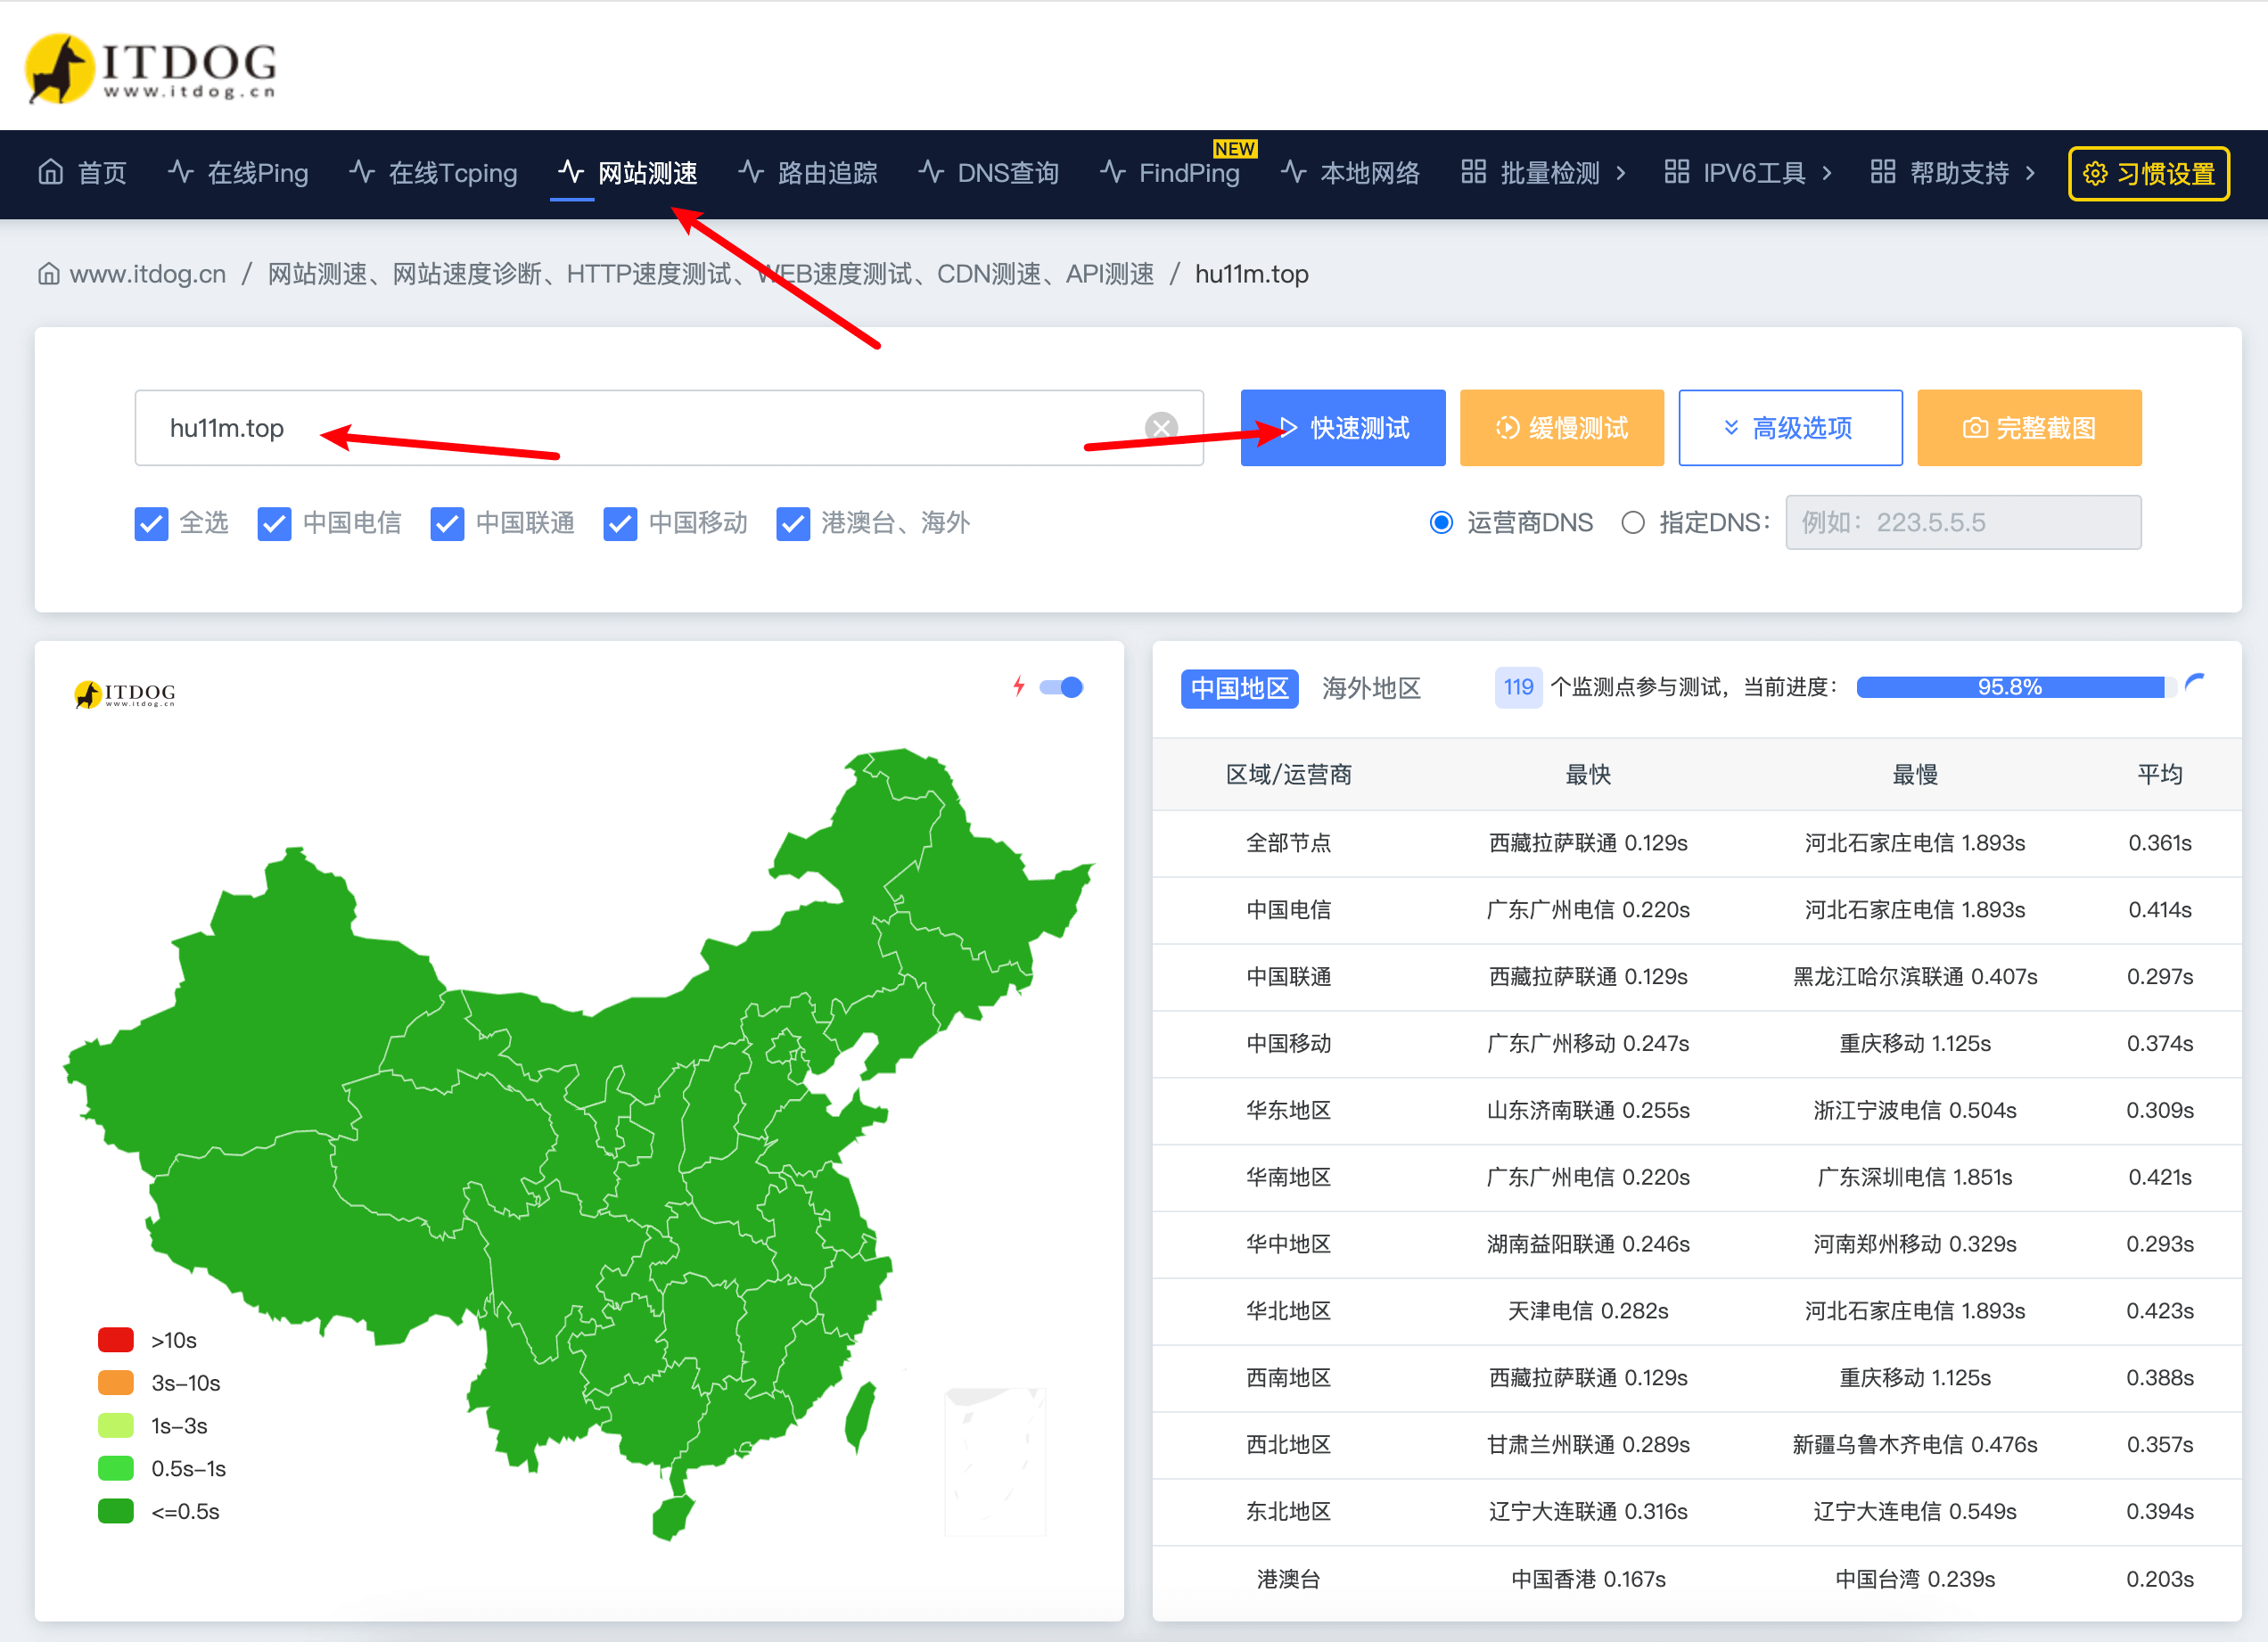 ITDOG
www.itdog.cn
首页 在线Ping 在线Tcping 网站测速 路由追踪 DNS查询 FindPing NEW 本地网络 批量检测 IPV6工具 帮助支持 习惯设置
www.itdog.cn / 网站测速、网站速度诊断、HTTP速度测试、WEB速度测试、CDN测速、API测速 / hu11m.top
hu11m.top 快速测试 缓慢测试 高级选项 完整截图
全选 中国电信 中国联通 中国移动 港澳台、海外 运营商DNS 指定DNS： 例如：223.5.5.5
ITDOG
www.itdog.cn
>10s
3s-10s
1s-3s
0.5s-1s
<=0.5s
中国地区 海外地区 119 个监测点参与测试，当前进度： 95.8%
区域/运营商 最快 最慢 平均
全部节点 西藏拉萨联通 0.129s 河北石家庄电信 1.893s 0.361s
中国电信 广东广州电信 0.220s 河北石家庄电信 1.893s 0.414s
中国联通 西藏拉萨联通 0.129s 黑龙江哈尔滨联通 0.407s 0.297s
中国移动 广东广州移动 0.247s 重庆移动 1.125s 0.374s
华东地区 山东济南联通 0.255s 浙江宁波电信 0.504s 0.309s
华南地区 广东广州电信 0.220s 广东深圳电信 1.851s 0.421s
华中地区 湖南益阳联通 0.246s 河南郑州移动 0.329s 0.293s
华北地区 天津电信 0.282s 河北石家庄电信 1.893s 0.423s
西南地区 西藏拉萨联通 0.129s 重庆移动 1.125s 0.388s
西北地区 甘肃兰州联通 0.289s 新疆乌鲁木齐电信 0.476s 0.357s
东北地区 辽宁大连联通 0.316s 辽宁大连电信 0.549s 0.394s
港澳台 中国香港 0.167s 中国台湾 0.239s 0.203s